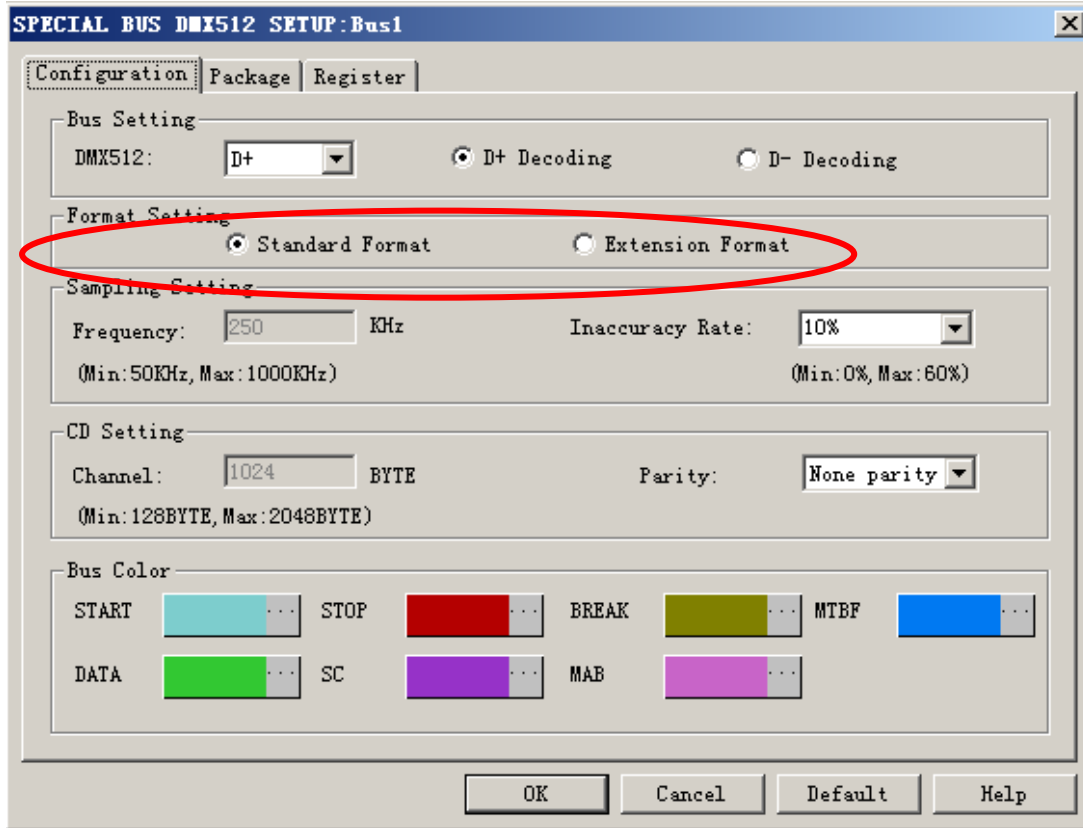 SPECIAL BUS DMX512 SETUP:Bus1
Configuration Package Register
Bus Setting
DMX512: D+ D+ Decoding D- Decoding
Format Setting
Standard Format Extension Format
Sampling Setting
Frequency: 250 KHz Inaccuracy Rate: 10%
(Min:50KHz,Max:1000KHz) (Min:0%,Max:60%)
CD Setting
Channel: 1024 BYTE Parity: None parity
(Min:128BYTE,Max:2048BYTE)
Bus Color
START ... STOP ... BREAK ... MTBF ...
DATA ... SC ... MAB ...
OK Cancel Default Help